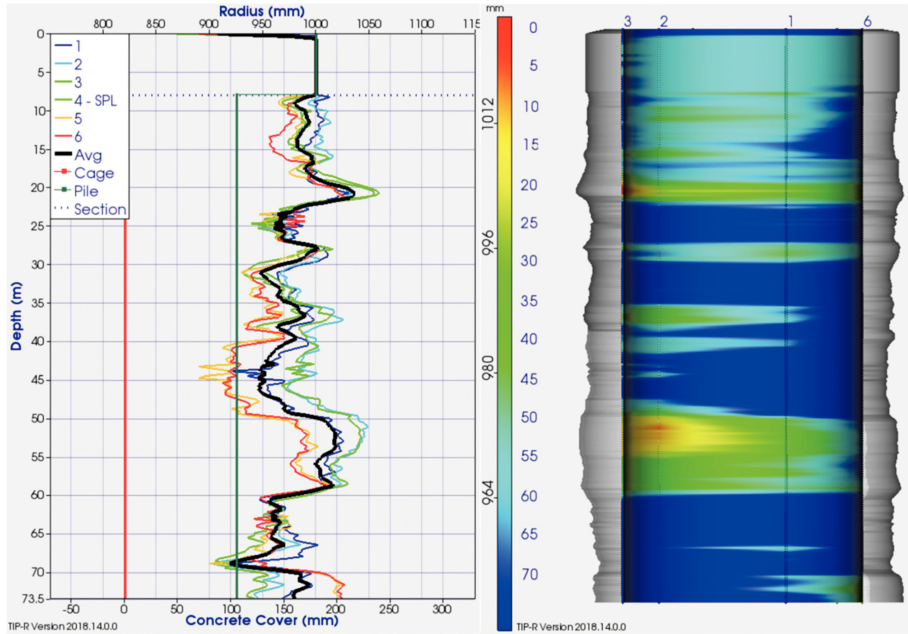 Radius (mm)
800 850 900 950 1000 1050 1100 115
0
5
10
15
20
25
30
35
40
45
50
55
60
65
70
73.5
Depth (m)
1
2
3
4 - SPL
5
6
Avg
Cage
Pile
Section
-50 0 50 100 150 200 250 300
Concrete Cover (mm)
TIP-R Version 2018.14.0.0
mm
1012
996
980
964
0
5
10
15
20
30
35
40
45
50
55
60
65
70
3 2 1 6
TIP-R Version 2018.14.0.0